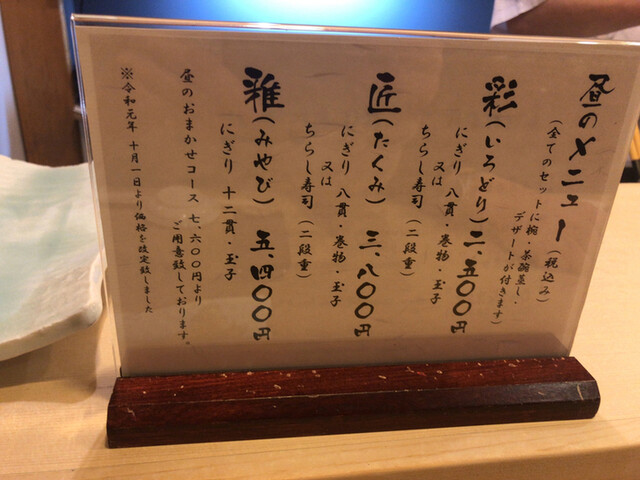 昼のメニュー(税込み)
(全てのセットに椀・茶碗蒸し・
デザートが付きます)
彩(いろどり)二、五〇〇円
にぎり 八貫・巻物・玉子
又は
ちらし寿司(二段重)
匠(たくみ)三、八〇〇円
にぎり 八貫・巻物・玉子
又は
ちらし寿司(二段重)
雅(みやび)五、四〇〇円
にぎり 十二貫・玉子
昼のおまかせコース 七、六〇〇円より
ご用意致しております。
※令和元年 十月一日より価格を改定致しました